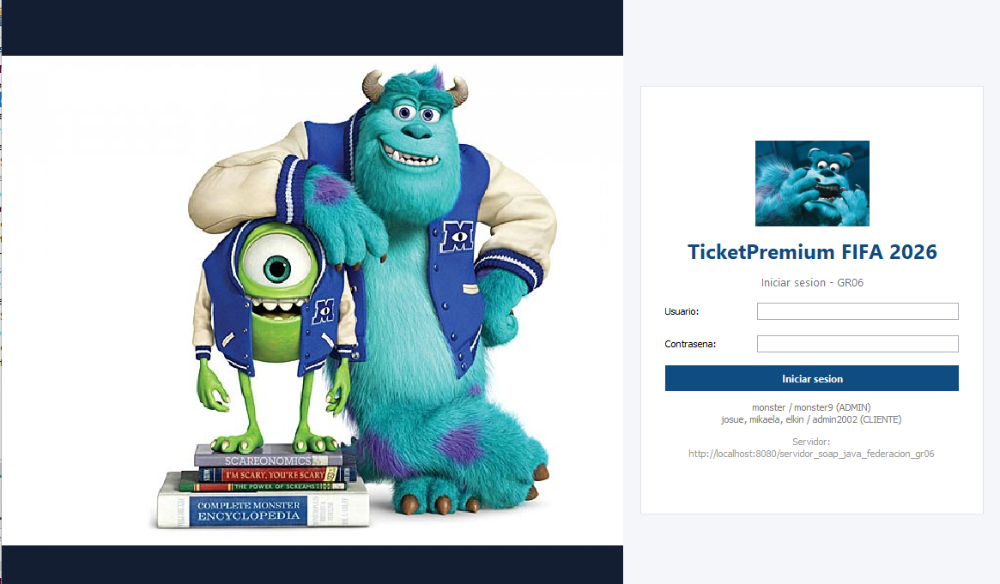 SCAREONOMICS
I'M SCARY, YOU'RE SCARY
THE POWER OF SCREAMS
COMPLETE MONSTER
ENCYCLOPEDIA
M
M
TicketPremium FIFA 2026
Iniciar sesion - GR06
Usuario:
Contrasena:
Iniciar sesion
monster / monster9 (ADMIN)
josue, mikaela, elkin / admin2002 (CLIENTE)
Servidor:
http://localhost:8080/servidor_soap_java_federacion_gr06